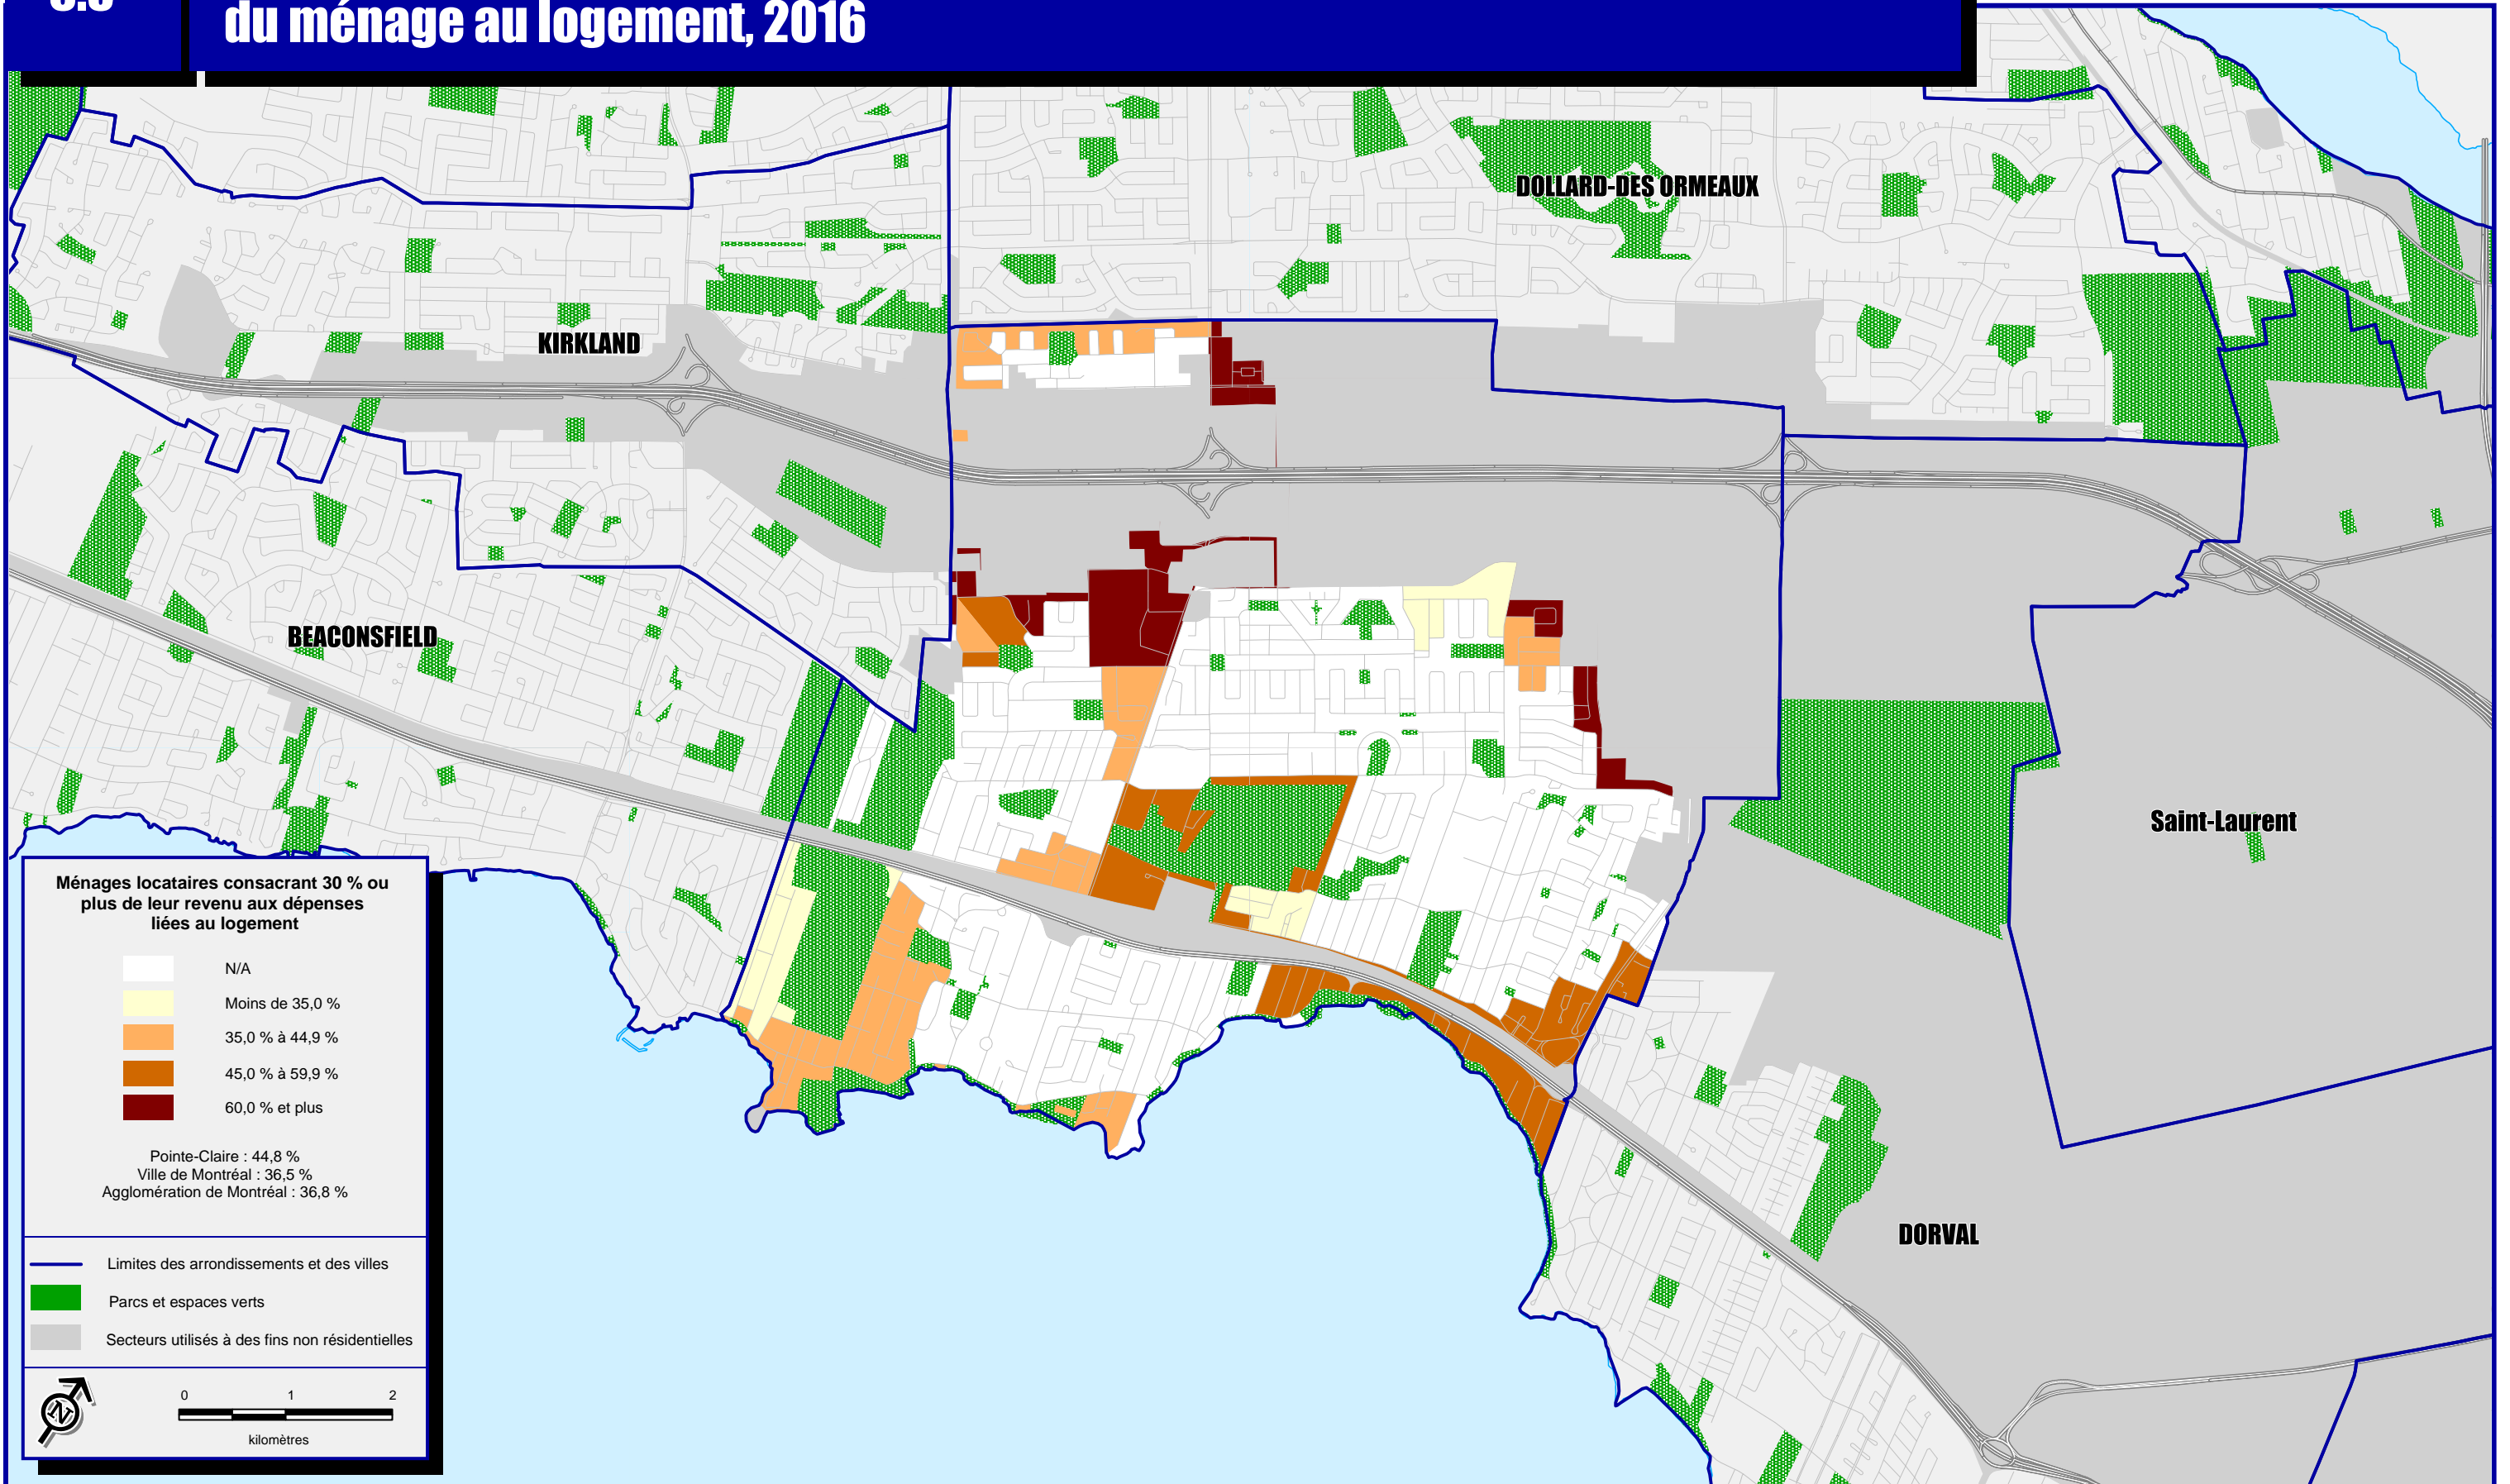 du ménage au logement, 2016
DOLLARD-DES ORMEAUX
KIRKLAND
BEACONSFIELD
Saint-Laurent
DORVAL
Ménages locataires consacrant 30 % ou
plus de leur revenu aux dépenses
liées au logement
N/A
Moins de 35,0 %
35,0 % à 44,9 %
45,0 % à 59,9 %
60,0 % et plus
Pointe-Claire : 44,8 %
Ville de Montréal : 36,5 %
Agglomération de Montréal : 36,8 %
Limites des arrondissements et des villes
Parcs et espaces verts
Secteurs utilisés à des fins non résidentielles
N
0 1 2
kilomètres